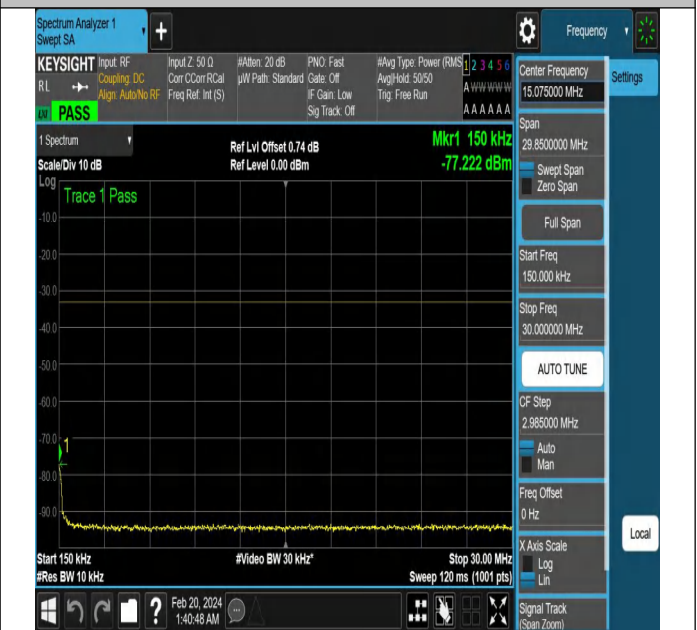 Spectrum Analyzer 1
Swept SA
+
Frequency
KEYSIGHT
RL
PASS
Input: RF
Coupling: DC
Align: Auto/No RF
Input Z: 50 Ω
Corr CCorr RCal
Freq Ref: Int (S)
#Atten: 20 dB
µW Path: Standard
PNO: Fast
Gate: Off
IF Gain: Low
Sig Track: Off
#Avg Type: Power (RMS)
Avg|Hold: 50/50
Trig: Free Run
1 2 3 4 5 6
A W W W W W
A A A A A A
1 Spectrum
Scale/Div 10 dB
Ref Lvl Offset 0.74 dB
Ref Level 0.00 dBm
Mkr1 150 kHz
-77.222 dBm
Log
Trace 1 Pass
-10.0
-20.0
-30.0
-40.0
-50.0
-60.0
-70.0
1
-80.0
-90.0
Start 150 kHz
#Video BW 30 kHz*
Stop 30.00 MHz
#Res BW 10 kHz
Sweep 120 ms (1001 pts)
Feb 20, 2024
1:40:48 AM
?
Center Frequency
15.075000 MHz
Settings
Span
29.8500000 MHz
Swept Span
Zero Span
Full Span
Start Freq
150.000 kHz
Stop Freq
30.000000 MHz
AUTO TUNE
CF Step
2.985000 MHz
Auto
Man
Freq Offset
0 Hz
X Axis Scale
Log
Lin
Local
Signal Track
(Span Zoom)